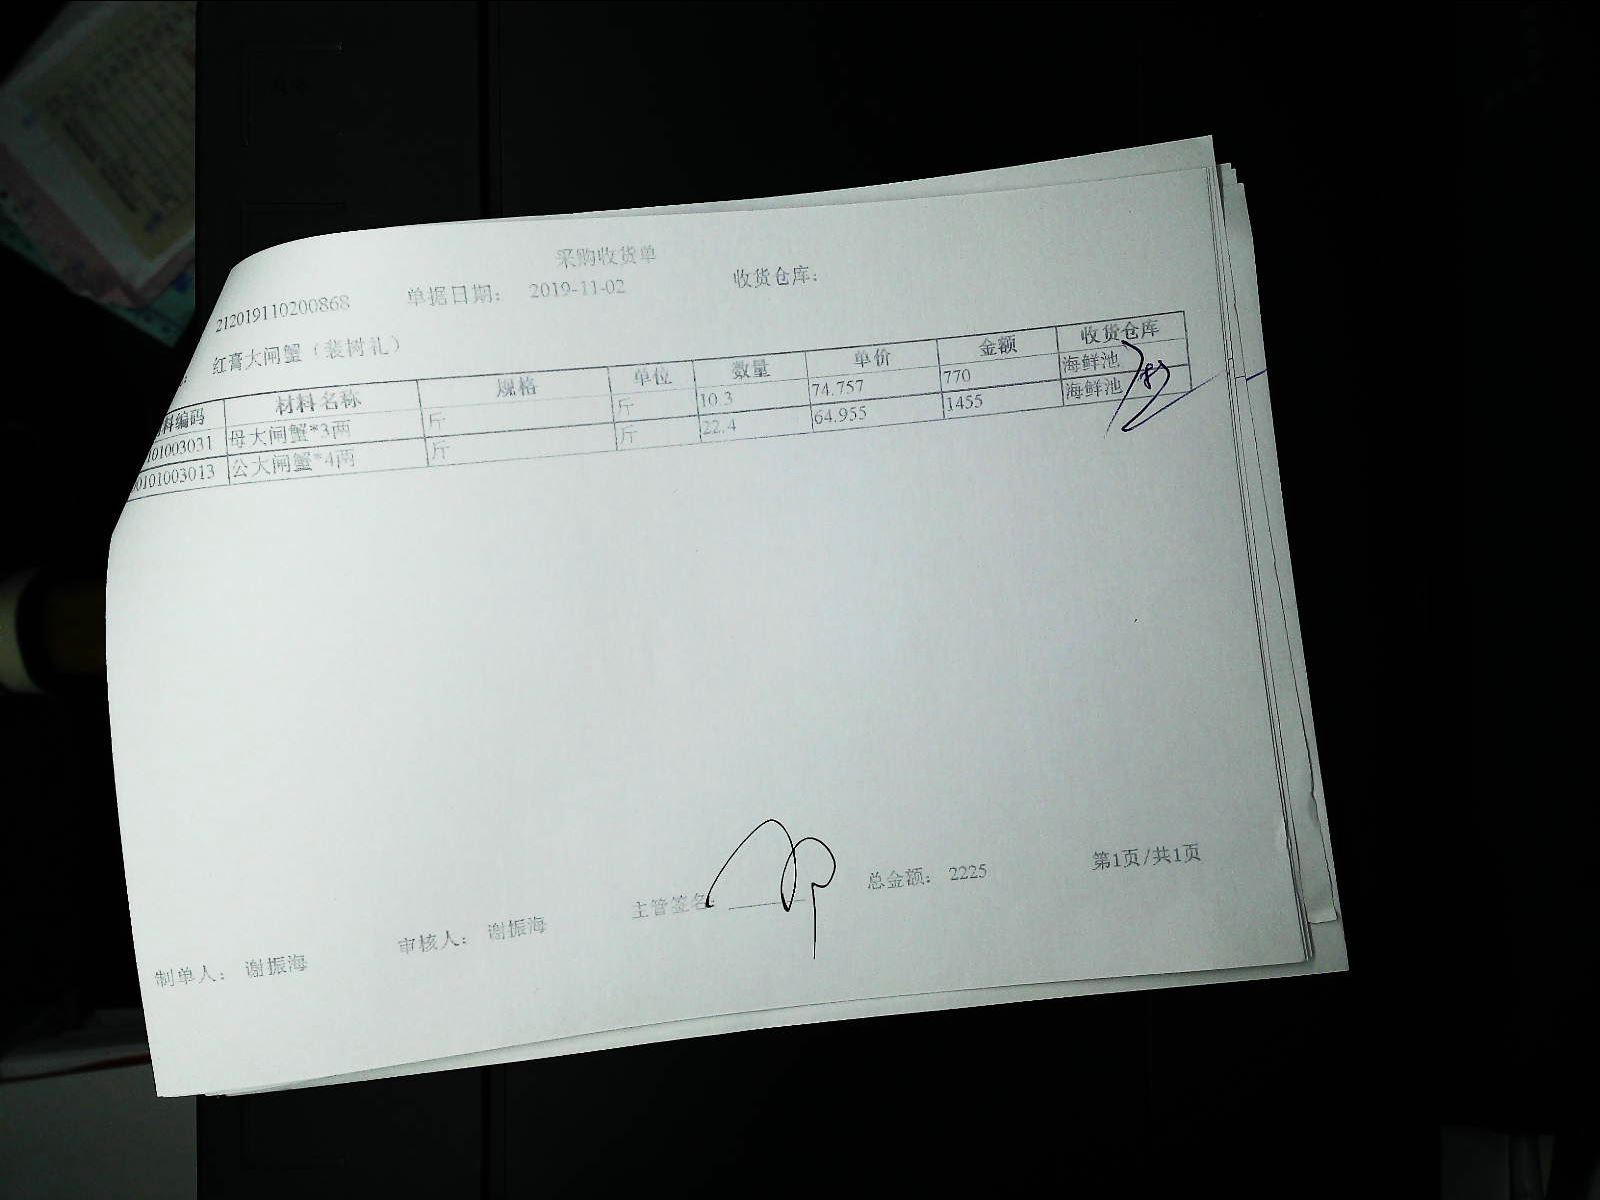 采购收货单
212019110200868 单据日期： 2019-11-02 收货仓库：
红膏大闸蟹（裴树礼）
料编码 材料名称 规格 单位 数量 单价 金额 收货仓库
101003031 母大闸蟹*3两 斤 斤 10.3 74.757 770 海鲜池
0101003013 公大闸蟹*4两 斤 斤 22.4 64.955 1455 海鲜池
制单人： 谢振海 审核人： 谢振海 主管签名： 总金额： 2225 第1页/共1页